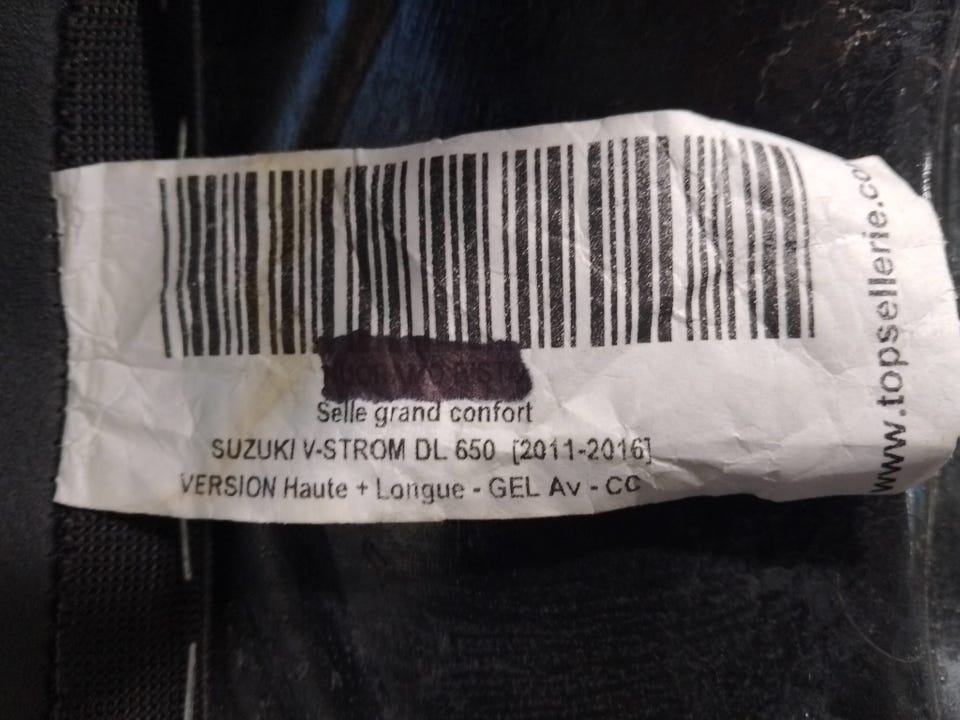 Selle grand confort
SUZUKI V-STROM DL 650 [2011-2016]
VERSION Haute + Longue - GEL Av - CC
www.topsellerie.co